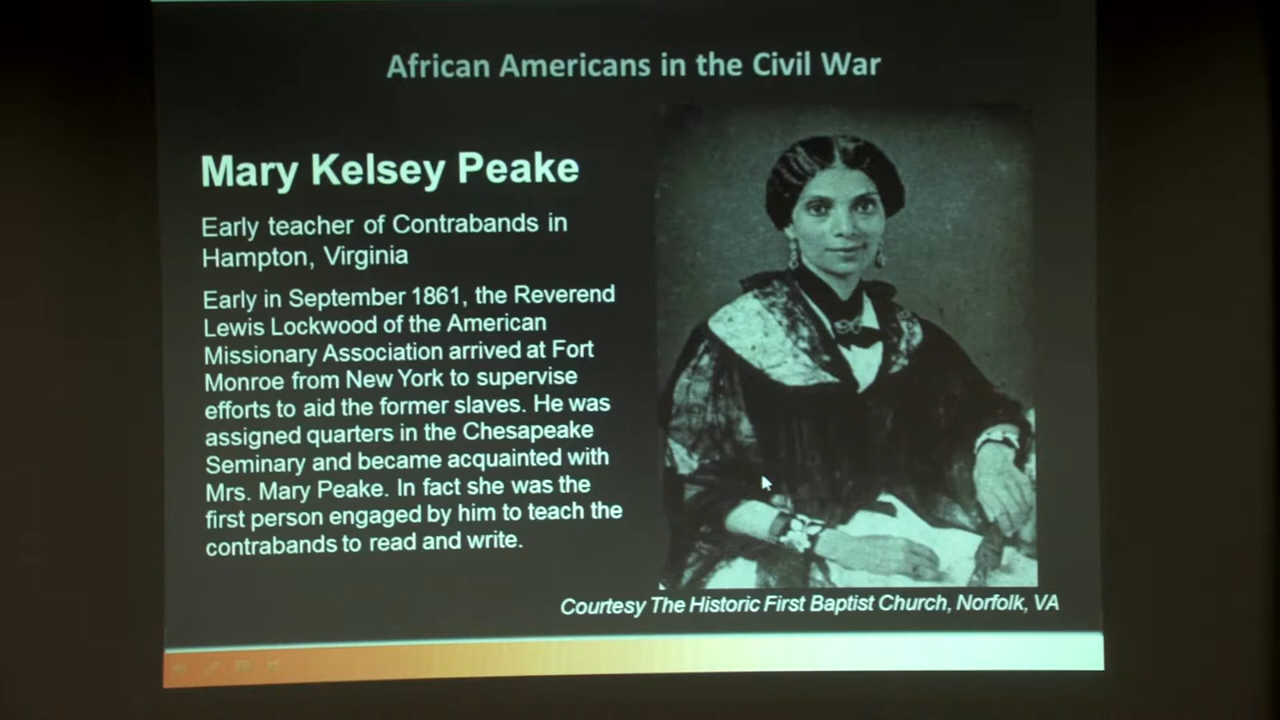 African Americans in the Civil War
Mary Kelsey Peake
Early teacher of Contrabands in
Hampton, Virginia
Early in September 1861, the Reverend
Lewis Lockwood of the American
Missionary Association arrived at Fort
Monroe from New York to supervise
efforts to aid the former slaves. He was
assigned quarters in the Chesapeake
Seminary and became acquainted with
Mrs. Mary Peake. In fact she was the
first person engaged by him to teach the
contrabands to read and write.
Courtesy The Historic First Baptist Church, Norfolk, VA